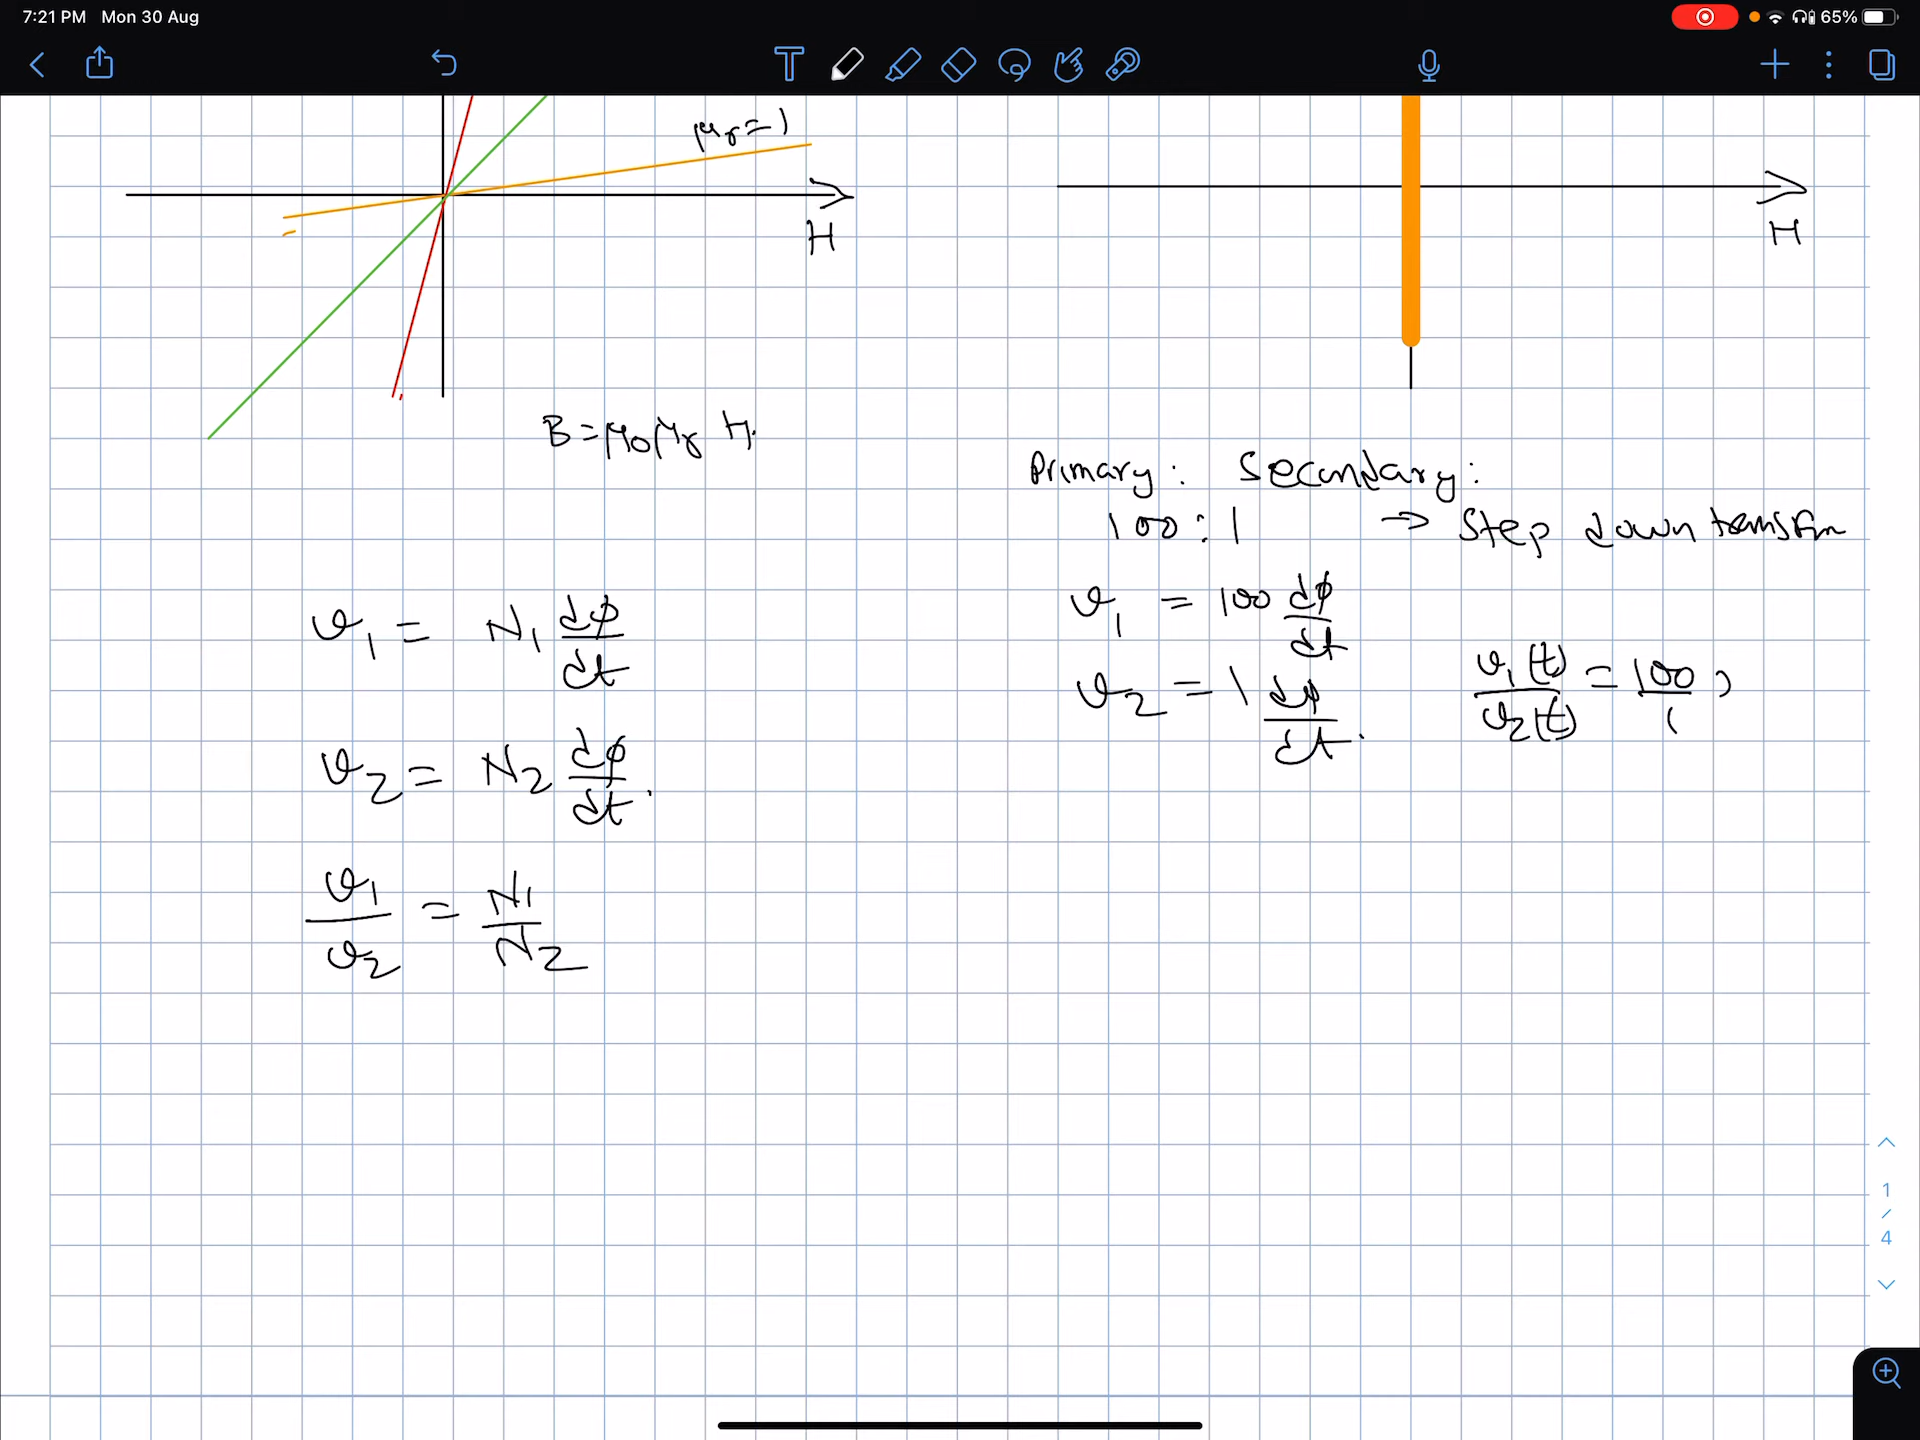 7:21 PM Mon 30 Aug
65%
T
μr=1
H
H
B=μ0μr H.
Primary: Secondary:
100:1 ⇒ Step down
v1 = N1 dφ/dt
v1 = 100 dφ/dt
v2 = 1 dφ/dt.
v1(t)/v2(t) = 100/1
v2 = N2 dφ/dt.
v1/v2 = N1/N2
1
/
4